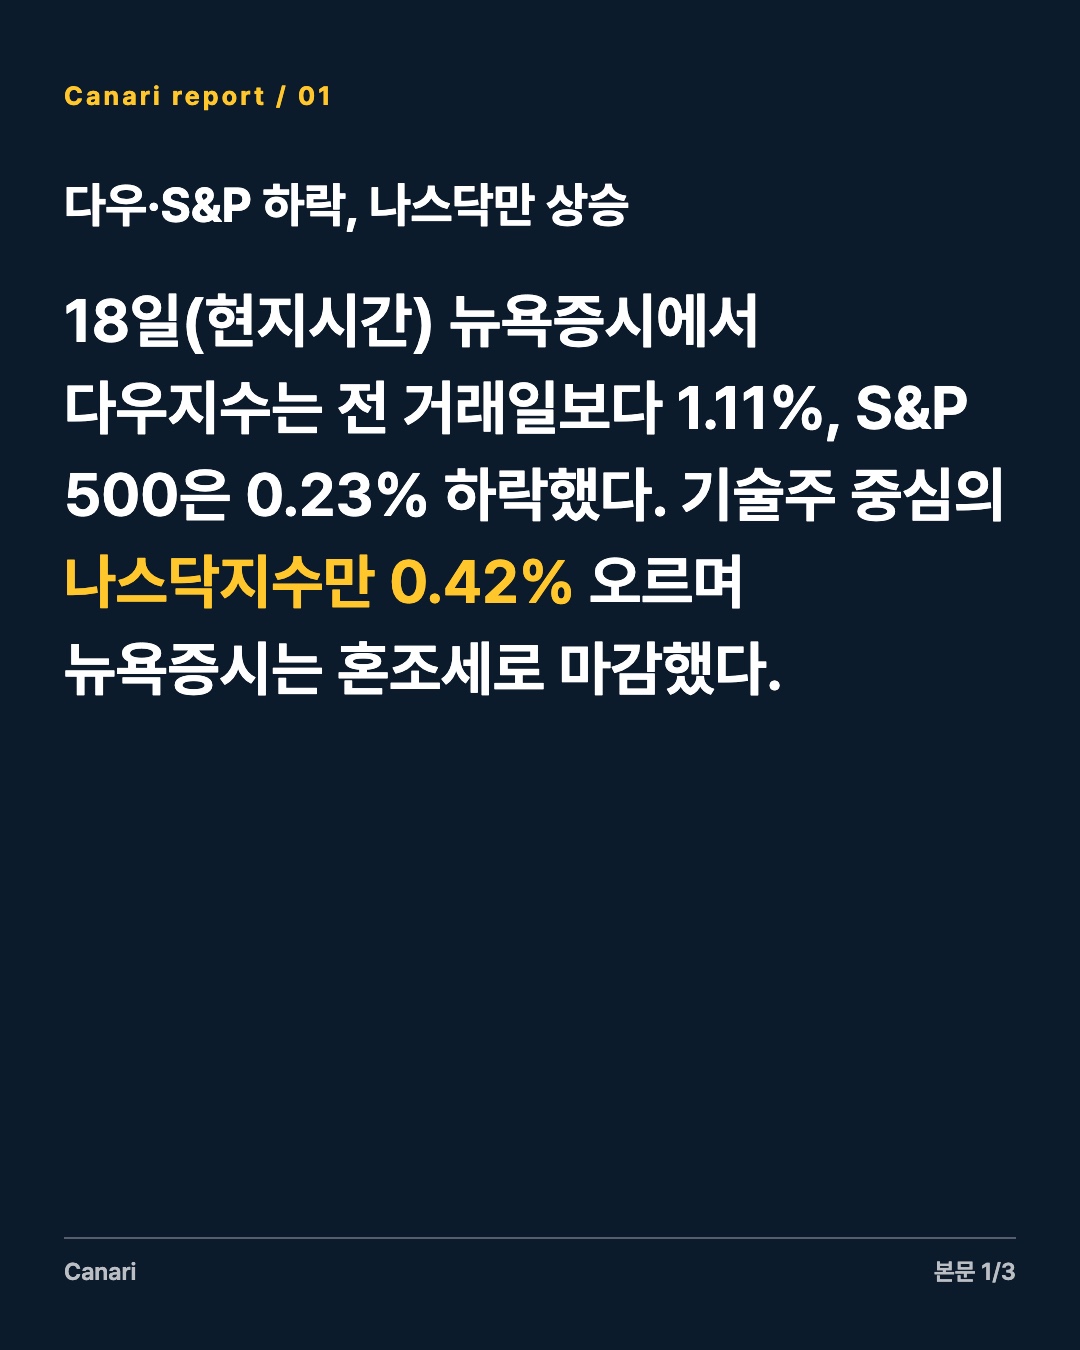 Canari report / 01
다우·S&P 하락, 나스닥만 상승
18일(현지시간) 뉴욕증시에서
다우지수는 전 거래일보다 1.11%, S&P
500은 0.23% 하락했다. 기술주 중심의
나스닥지수만 0.42% 오르며
뉴욕증시는 혼조세로 마감했다.
Canari
본문 1/3